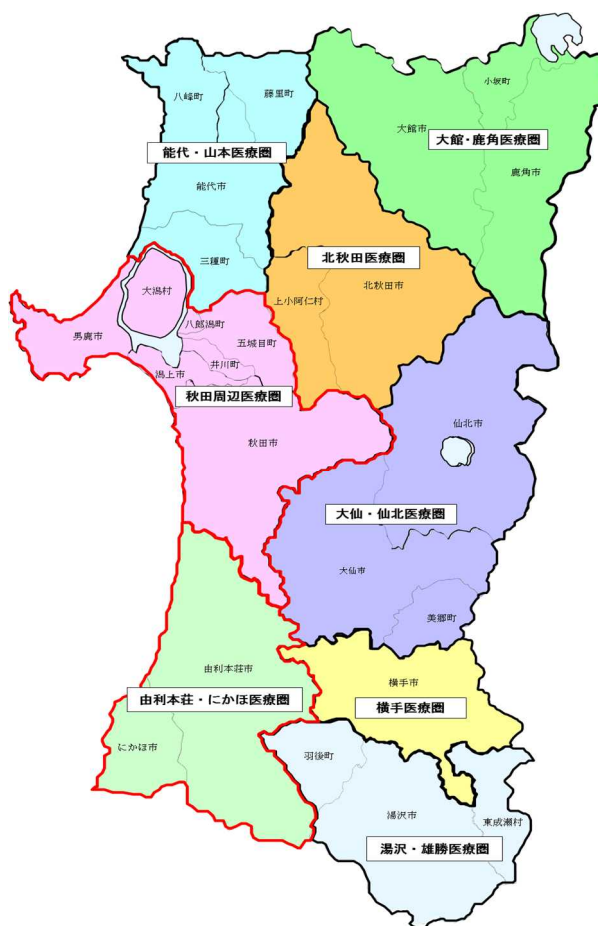 小坂町
八峰町
藤里町
大館市
大館・鹿角医療圏
能代・山本医療圏
鹿角市
能代市
三種町
北秋田医療圏
北秋田市
大潟村
上小阿仁村
八郎潟町
男鹿市
五城目町
井川町
潟上市
秋田周辺医療圏
仙北市
秋田市
大仙・仙北医療圏
大仙市
美郷町
由利本荘市
横手市
由利本荘・にかほ医療圏
横手医療圏
にかほ市
羽後町
湯沢市
東成瀬村
湯沢・雄勝医療圏